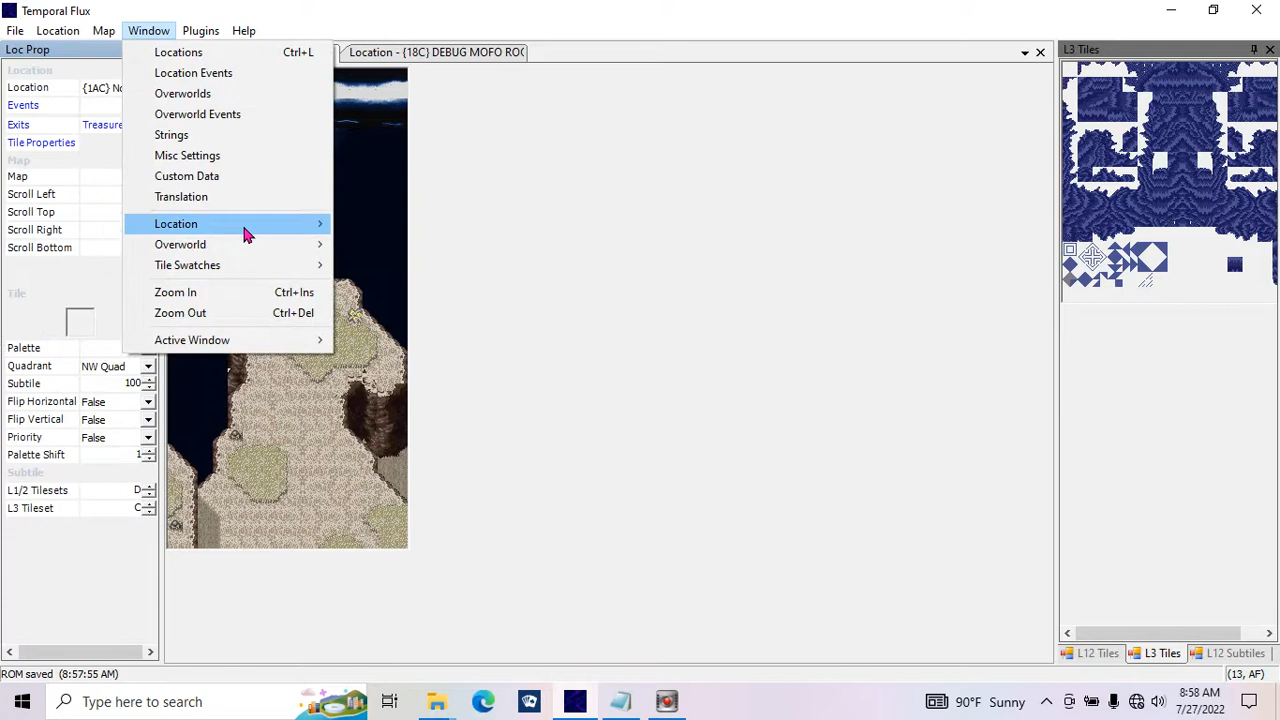 Temporal Flux
File Location Map Window Plugins Help
Loc Prop
Location
Location {1AC}
Events
Exits Treasure
Tile Properties
Map
Map
Scroll Left
Scroll Top
Scroll Right
Scroll Bottom
Tile
Palette
Quadrant NW Quad
Subtile 100
Flip Horizontal False
Flip Vertical False
Priority False
Palette Shift 1
Subtile
L1/2 Tilesets D
L3 Tileset C
Locations Ctrl+L
Location Events
Overworlds
Overworld Events
Strings
Misc Settings
Custom Data
Translation
Location
Overworld
Tile Swatches
Zoom In Ctrl+Ins
Zoom Out Ctrl+Del
Active Window
Location - {18C} DEBUG MOFO ROO
L3 Tiles
L12 Tiles L3 Tiles L12 Subtiles
ROM saved (8:57:55 AM)
(13, AF)
Type here to search
90°F Sunny
8:58 AM
7/27/2022